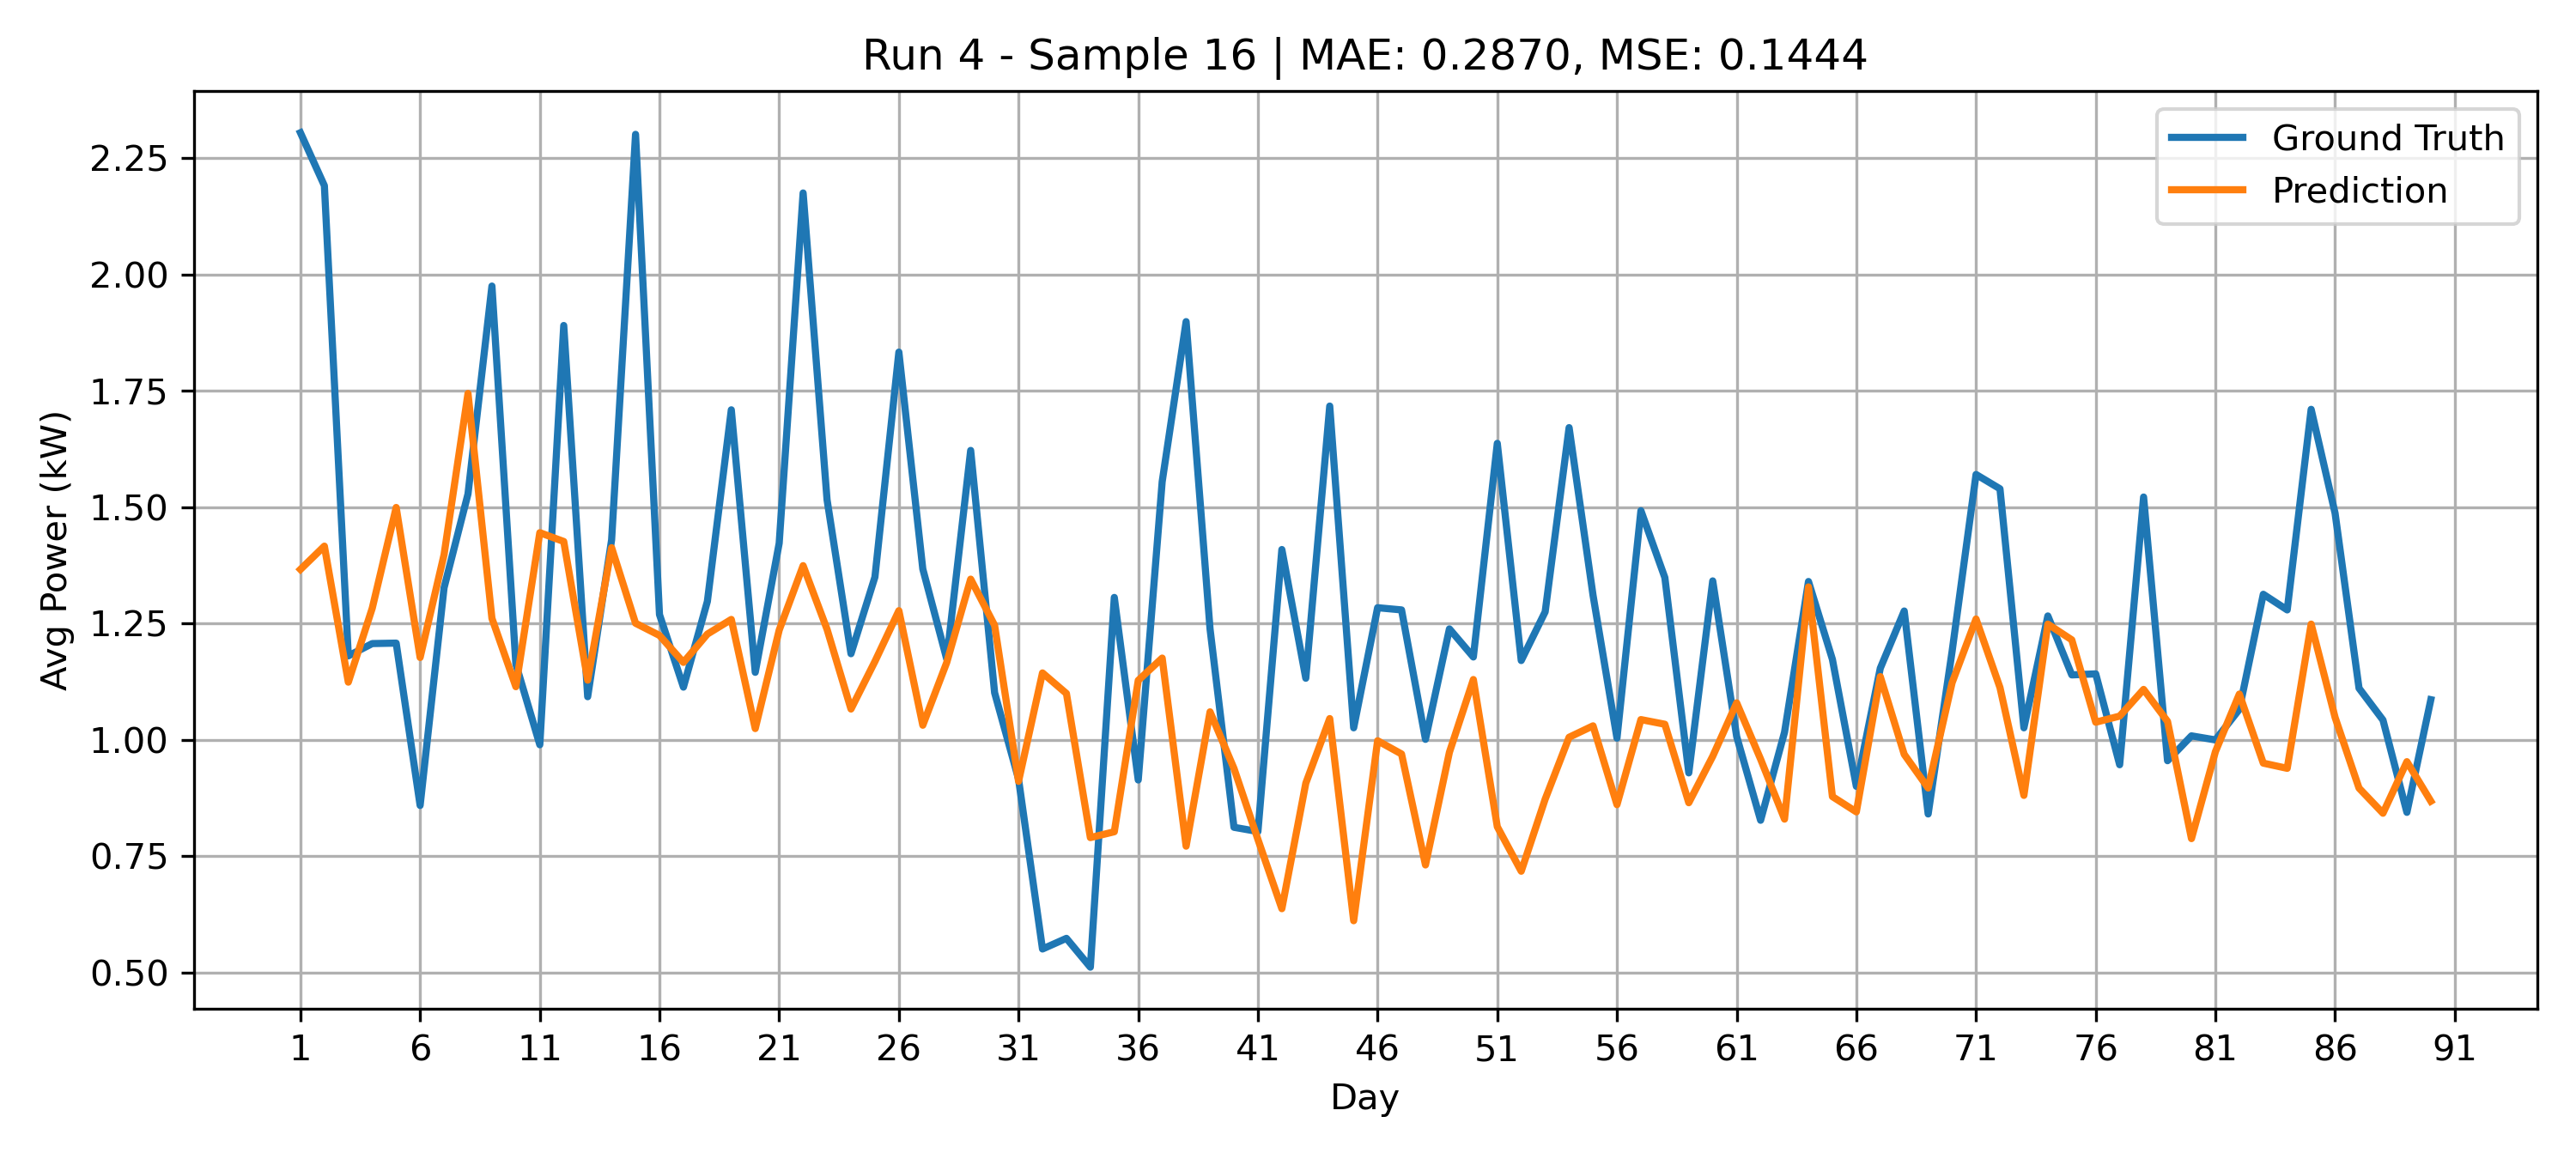 Run 4 - Sample 16 | MAE: 0.2870, MSE: 0.1444
Ground Truth
Prediction
Avg Power (kW)
2.25
2.00
1.75
1.50
1.25
1.00
0.75
0.50
1 6 11 16 21 26 31 36 41 46 51 56 61 66 71 76 81 86 91
Day